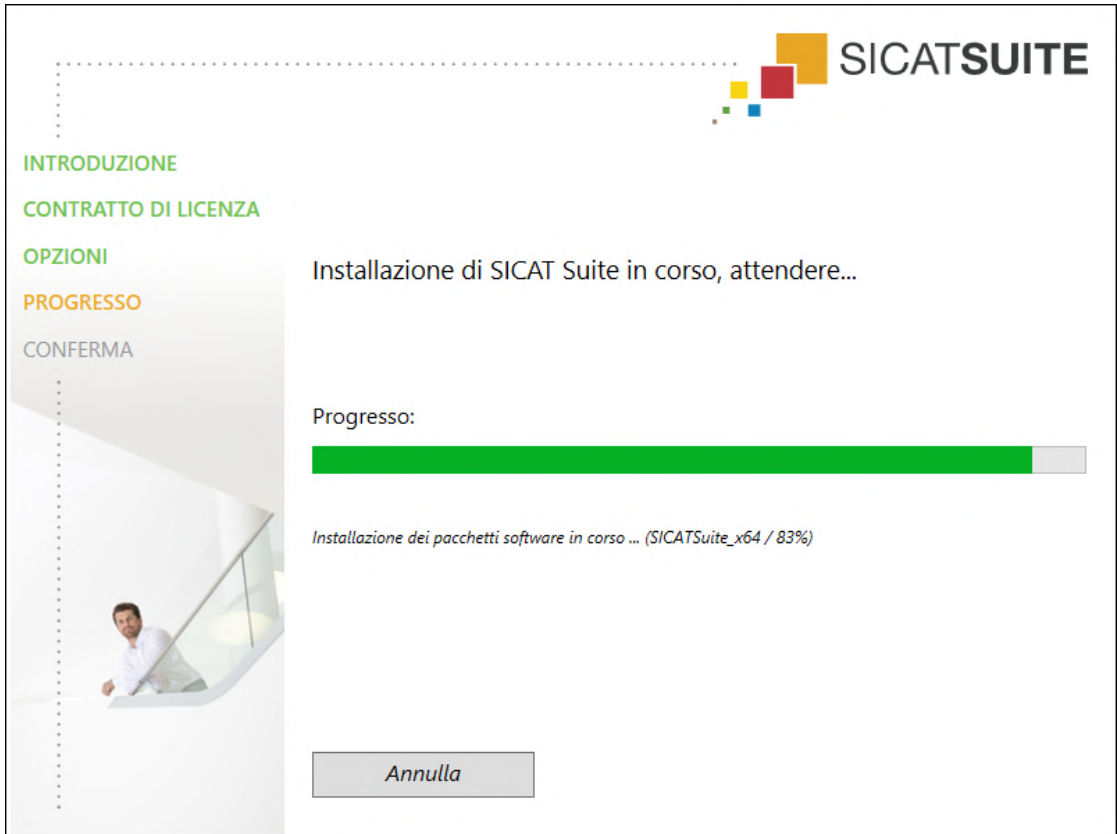 SICATSUITE
INTRODUZIONE
CONTRATTO DI LICENZA
OPZIONI
PROGRESSO
CONFERMA
Installazione di SICAT Suite in corso, attendere...
Progresso:
Installazione dei pacchetti software in corso ... (SICATSuite_x64 / 83%)
Annulla